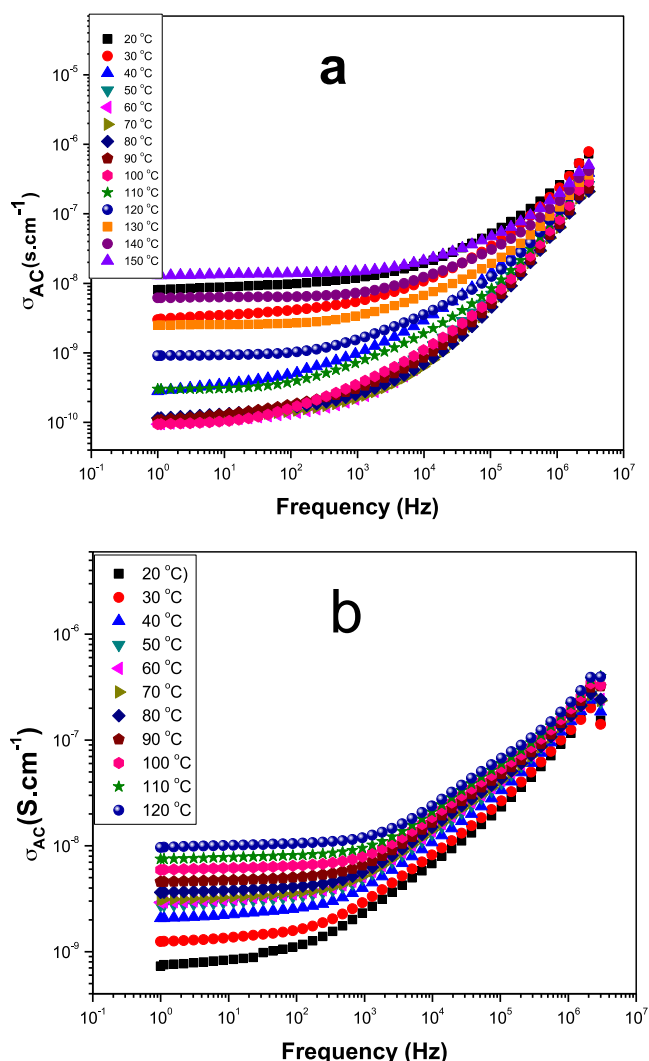 a
20 °C
30 °C
40 °C
50 °C
60 °C
70 °C
80 °C
90 °C
100 °C
110 °C
120 °C
130 °C
140 °C
150 °C
10⁻⁵
10⁻⁶
10⁻⁷
10⁻⁸
10⁻⁹
10⁻¹⁰
σAC(s.cm⁻¹)
10⁻¹ 10⁰ 10¹ 10² 10³ 10⁴ 10⁵ 10⁶ 10⁷
Frequency (Hz)
b
20 °C)
30 °C
40 °C
50 °C
60 °C
70 °C
80 °C
90 °C
100 °C
110 °C
120 °C
10⁻⁶
10⁻⁷
10⁻⁸
10⁻⁹
σAC(S.cm⁻¹)
10⁻¹ 10⁰ 10¹ 10² 10³ 10⁴ 10⁵ 10⁶ 10⁷
Frequency (Hz)